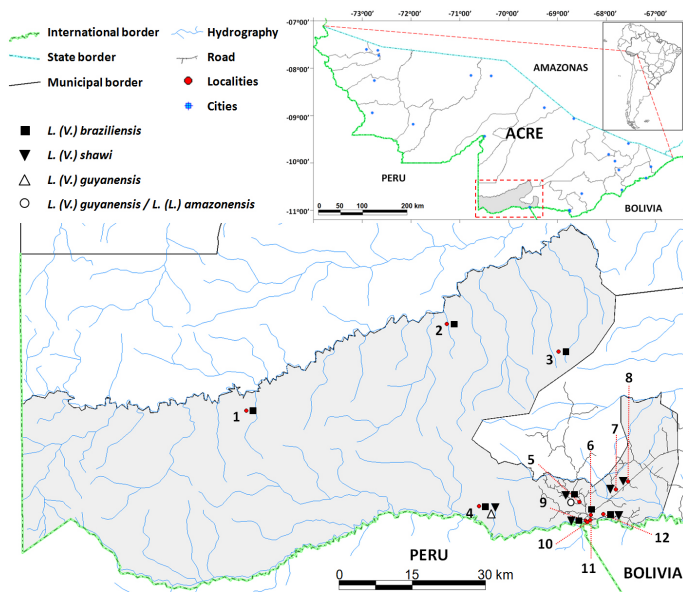 International border
Hydrography
State border
Road
Municipal border
Localities
Cities
L. (V.) braziliensis
L. (V.) shawi
L. (V.) guyanensis
L. (V.) guyanensis / L. (L.) amazonensis
-73°00' -72°00' -71°00' -70°00' -69°00' -68°00' -67°00'
-07°00'
-08°00'
-09°00'
-10°00'
-11°00'
AMAZONAS
ACRE
PERU
BOLIVIA
0 50 100 200 km
1
2
3
4
5
6
7
8
9
10
11
12
PERU
BOLIVIA
0 15 30 km